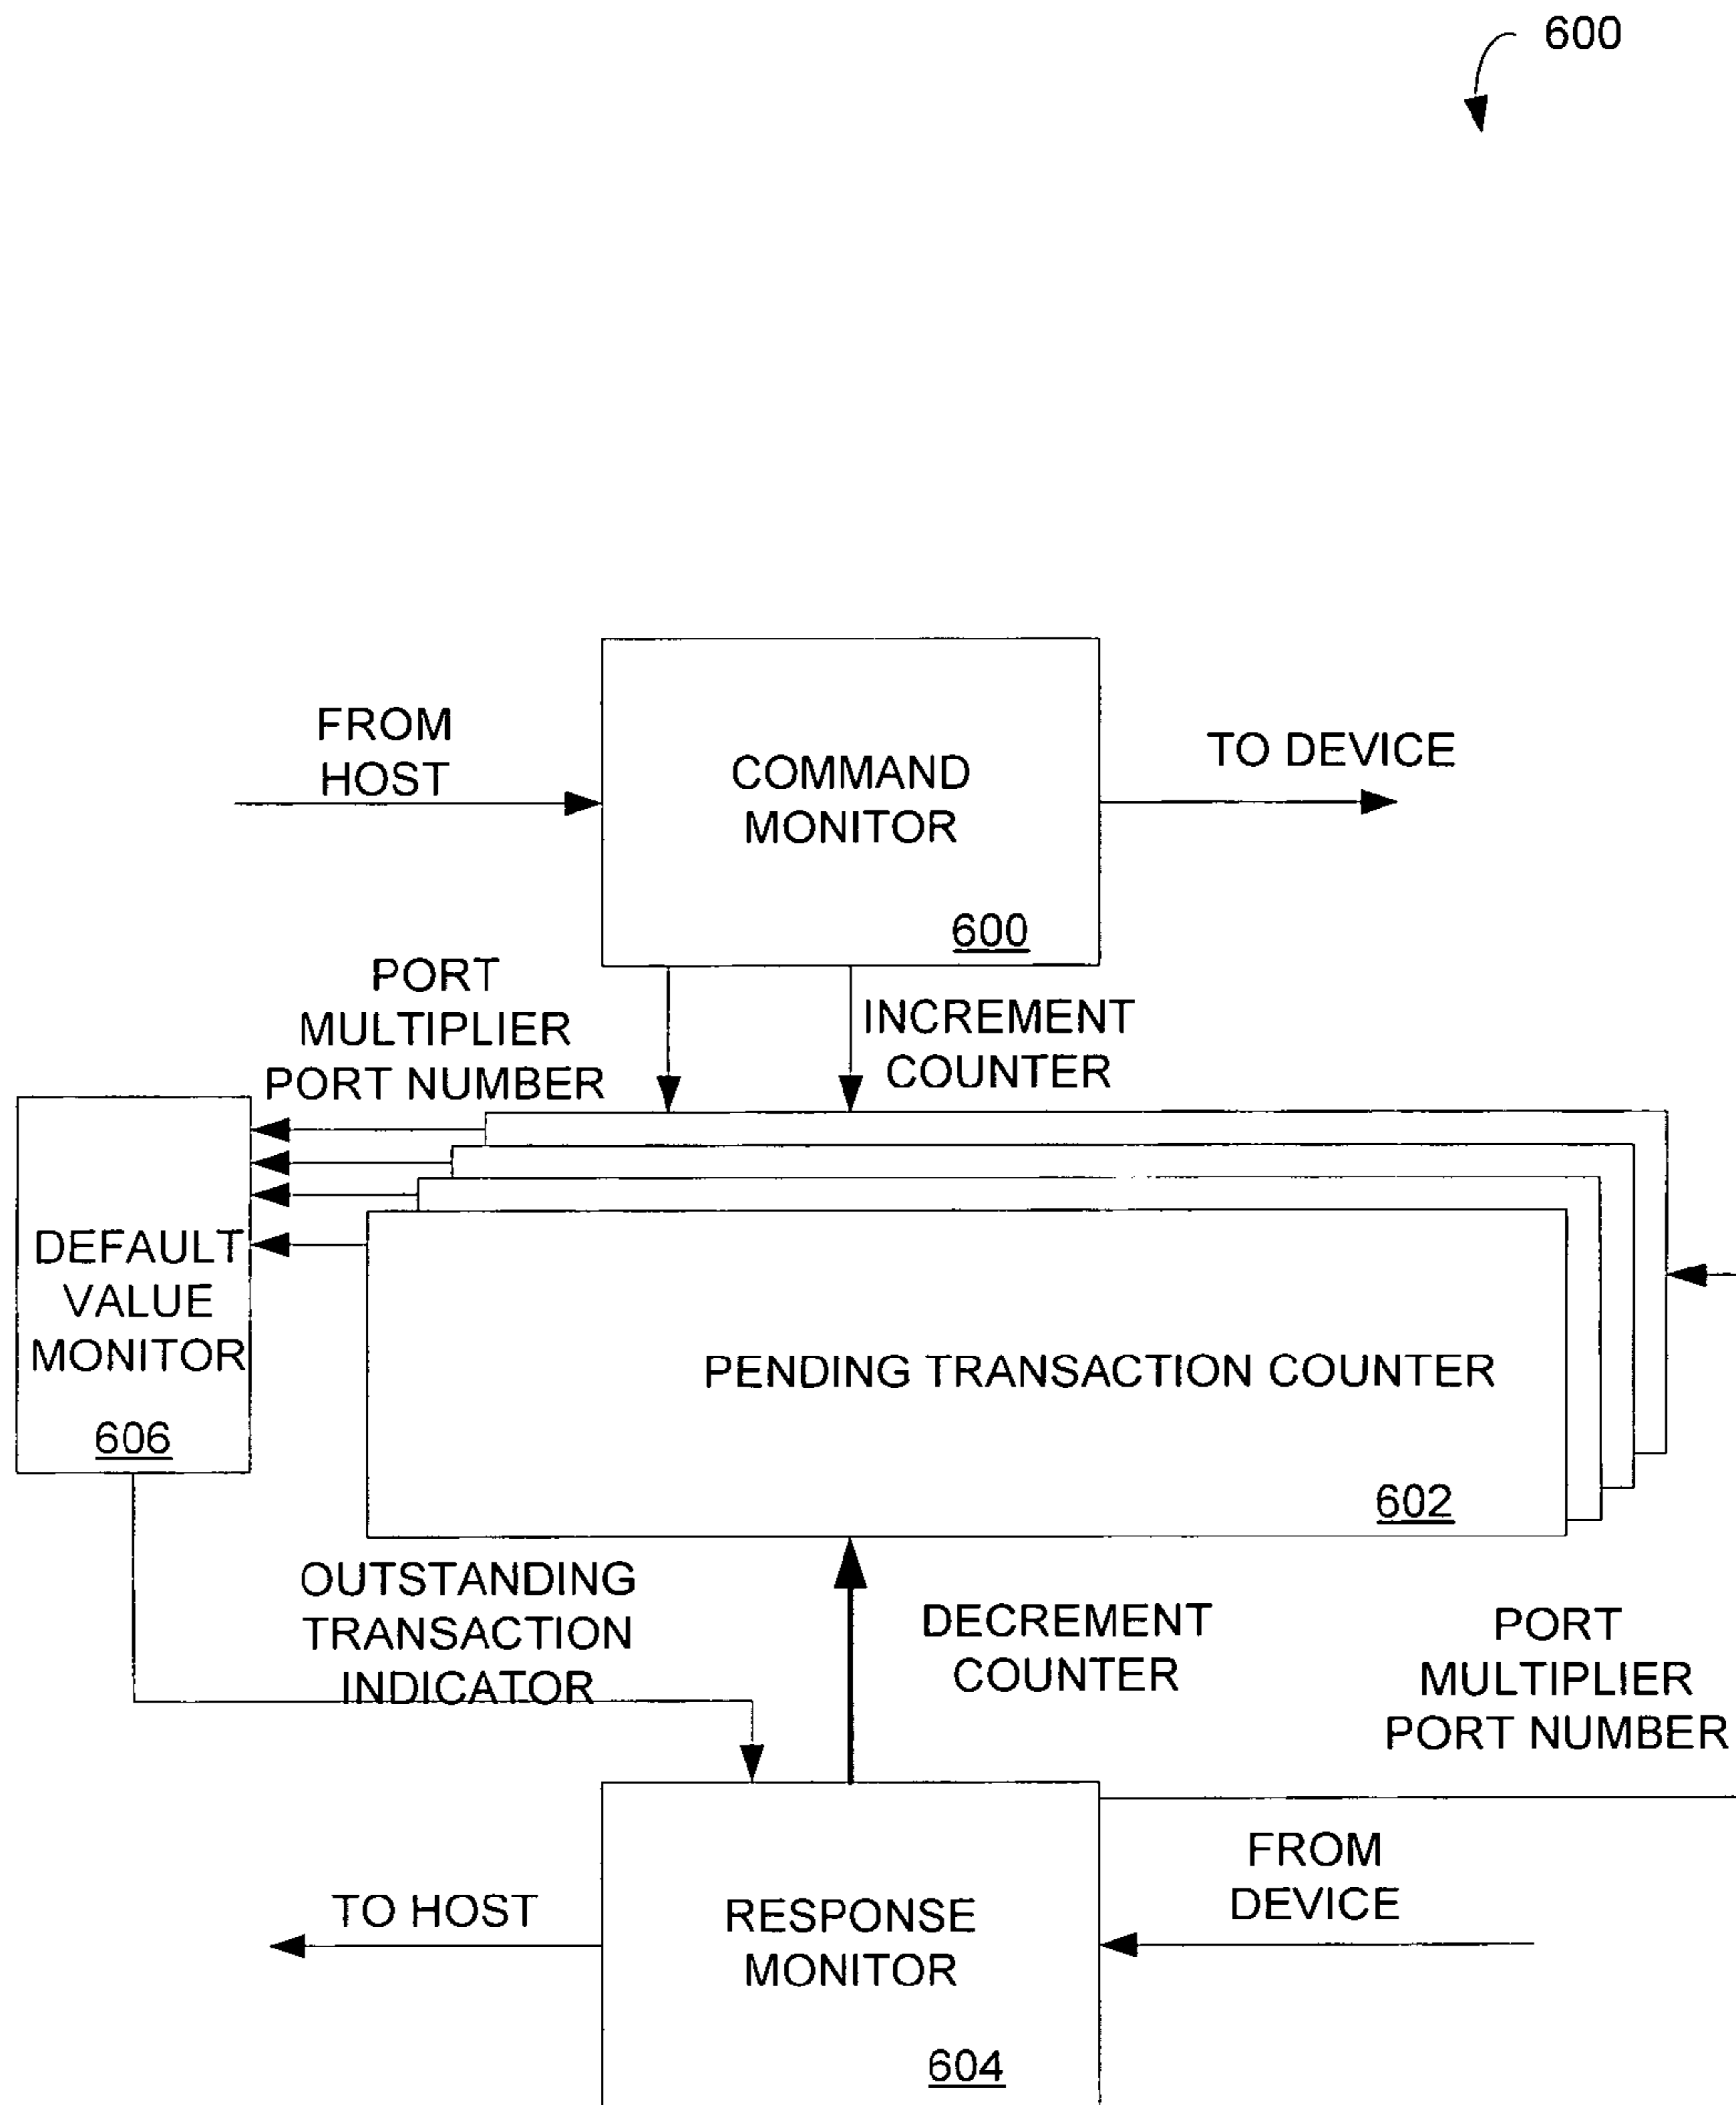 600
FROM
HOST
COMMAND
MONITOR
600
TO DEVICE
PORT
MULTIPLIER
PORT NUMBER
INCREMENT
COUNTER
DEFAULT
VALUE
MONITOR
606
PENDING TRANSACTION COUNTER
602
OUTSTANDING
TRANSACTION
INDICATOR
DECREMENT
COUNTER
PORT
MULTIPLIER
PORT NUMBER
TO HOST
RESPONSE
MONITOR
604
FROM
DEVICE